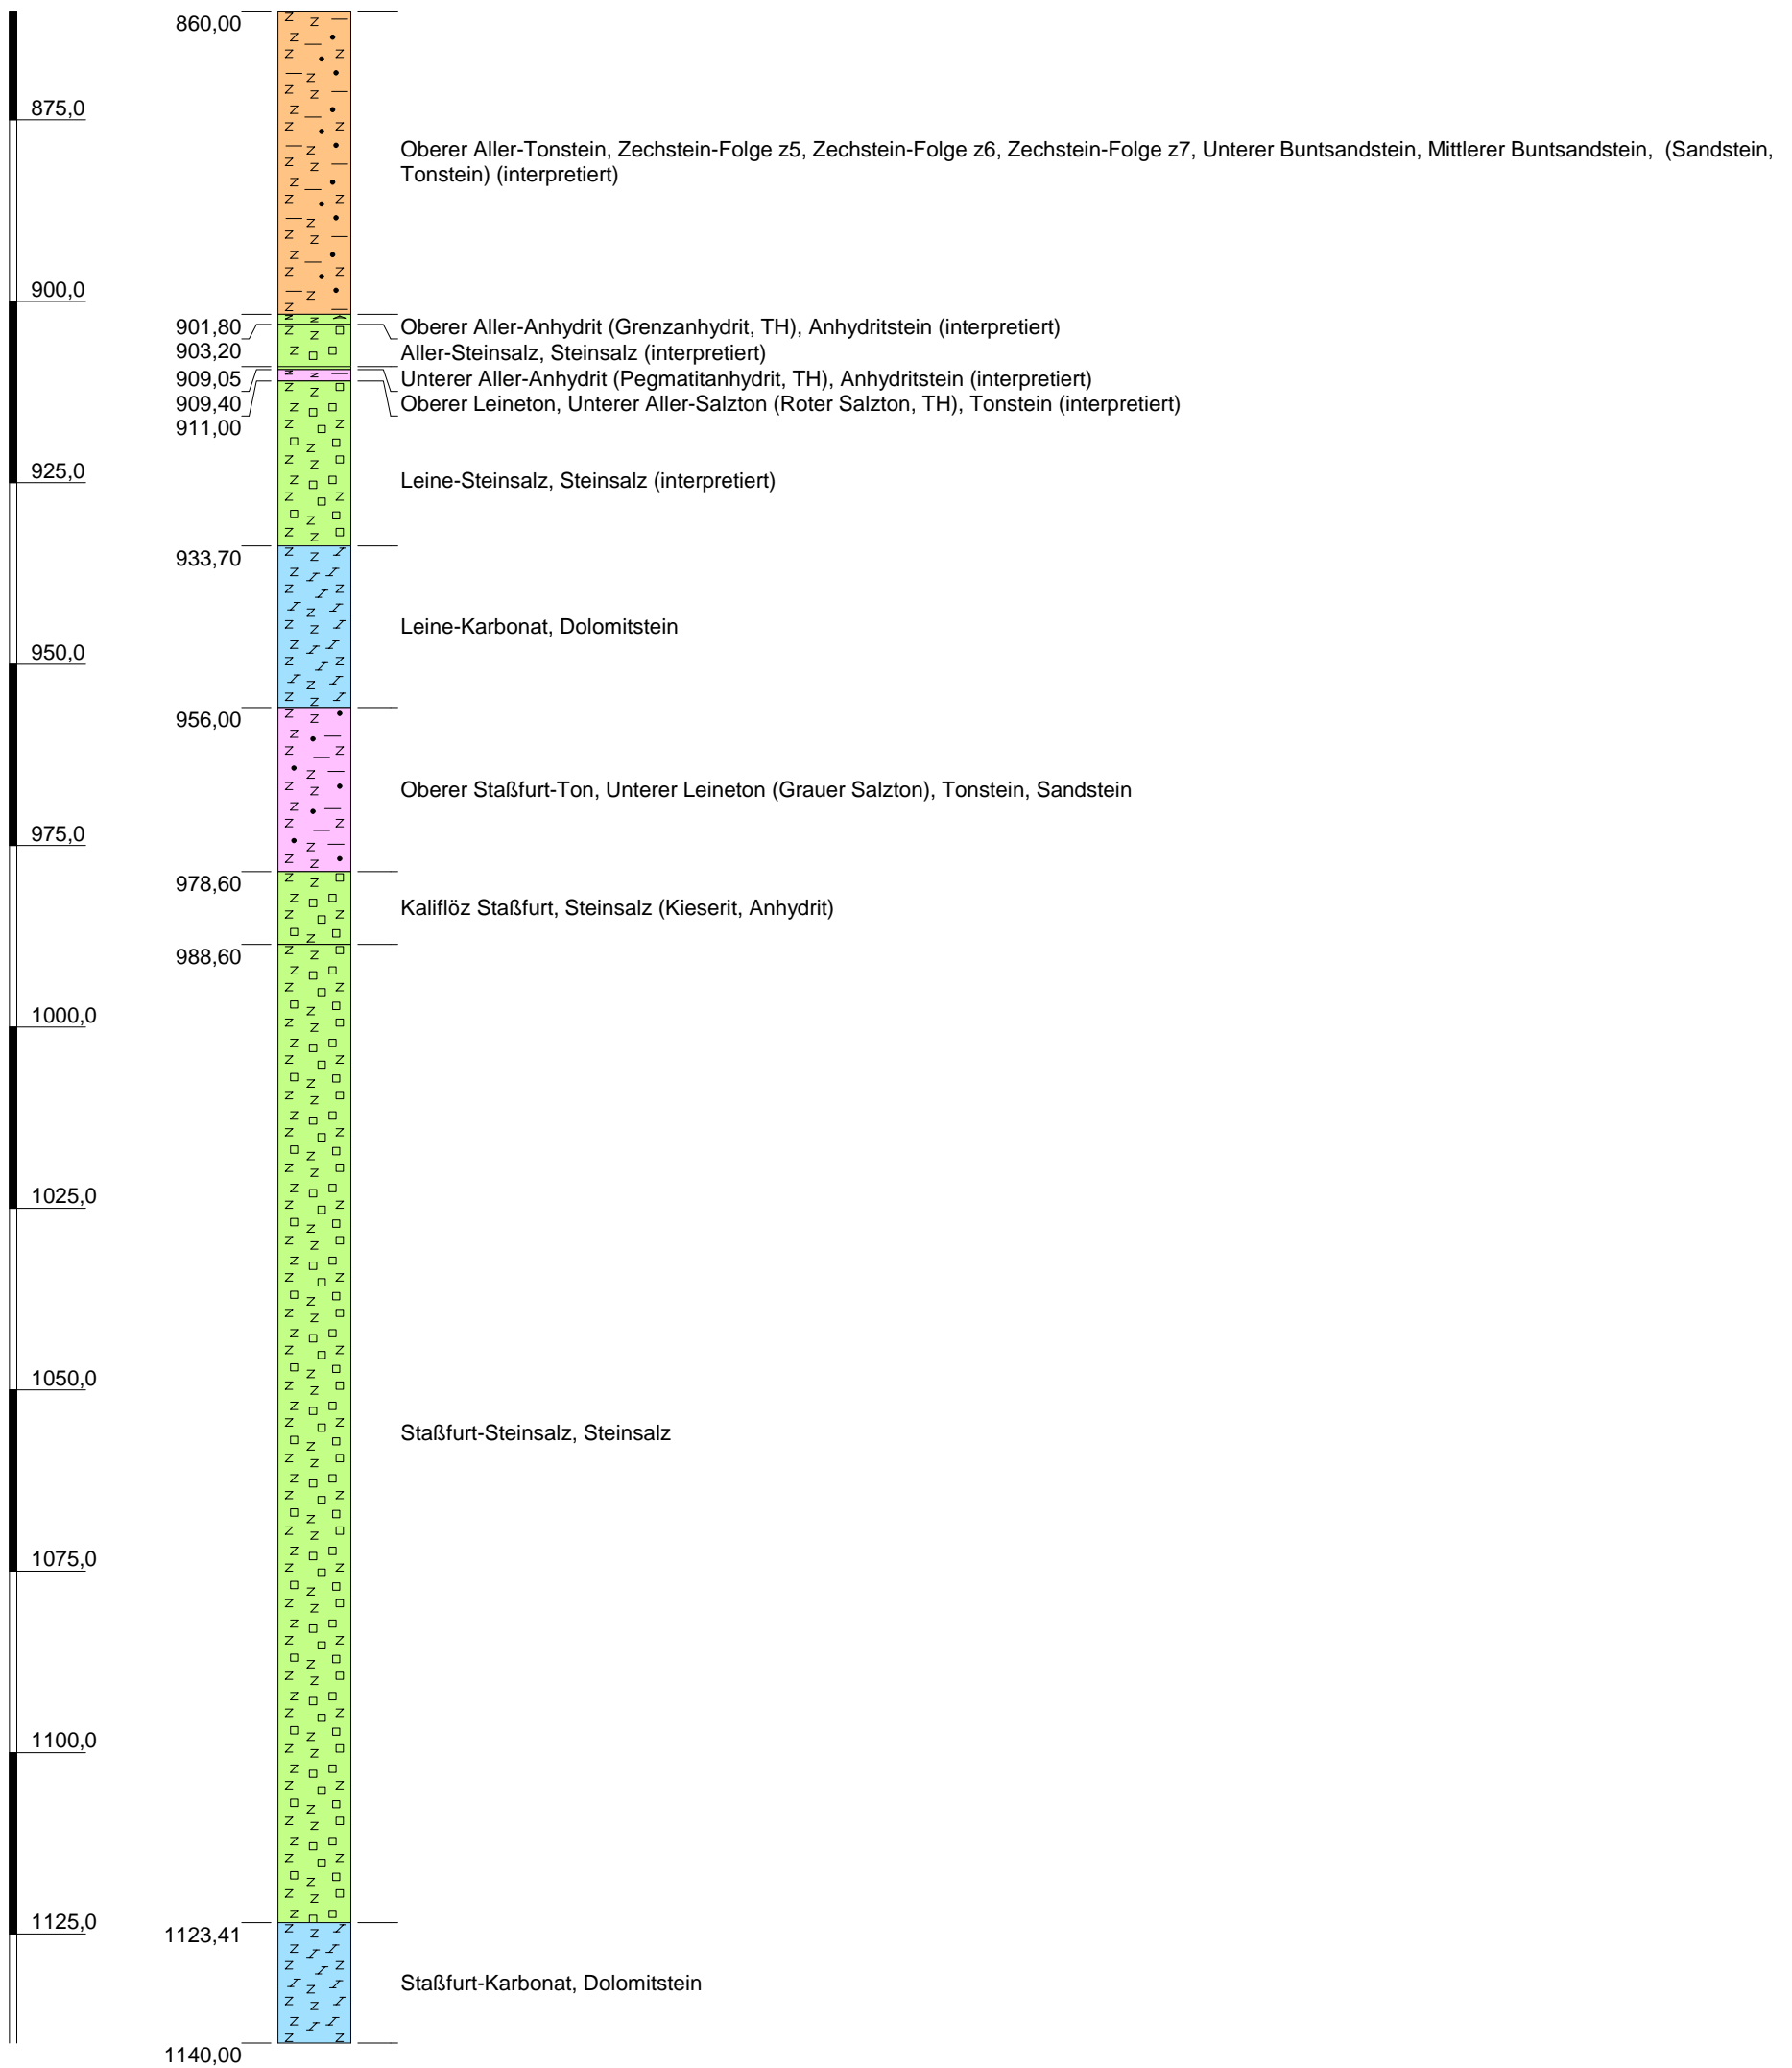 860,00
875,0
Oberer Aller-Tonstein, Zechstein-Folge z5, Zechstein-Folge z6, Zechstein-Folge z7, Unterer Buntsandstein, Mittlerer Buntsandstein,  (Sandstein,
Tonstein) (interpretiert)
900,0
901,80
Oberer Aller-Anhydrit (Grenzanhydrit, TH), Anhydritstein (interpretiert)
903,20
Aller-Steinsalz, Steinsalz (interpretiert)
909,05
Unterer Aller-Anhydrit (Pegmatitanhydrit, TH), Anhydritstein (interpretiert)
909,40
Oberer Leineton, Unterer Aller-Salzton (Roter Salzton, TH), Tonstein (interpretiert)
911,00
925,0
Leine-Steinsalz, Steinsalz (interpretiert)
933,70
Leine-Karbonat, Dolomitstein
950,0
956,00
Oberer Staßfurt-Ton, Unterer Leineton (Grauer Salzton), Tonstein, Sandstein
975,0
978,60
Kaliflöz Staßfurt, Steinsalz (Kieserit, Anhydrit)
988,60
1000,0
1025,0
1050,0
Staßfurt-Steinsalz, Steinsalz
1075,0
1100,0
1125,0
1123,41
Staßfurt-Karbonat, Dolomitstein
1140,00